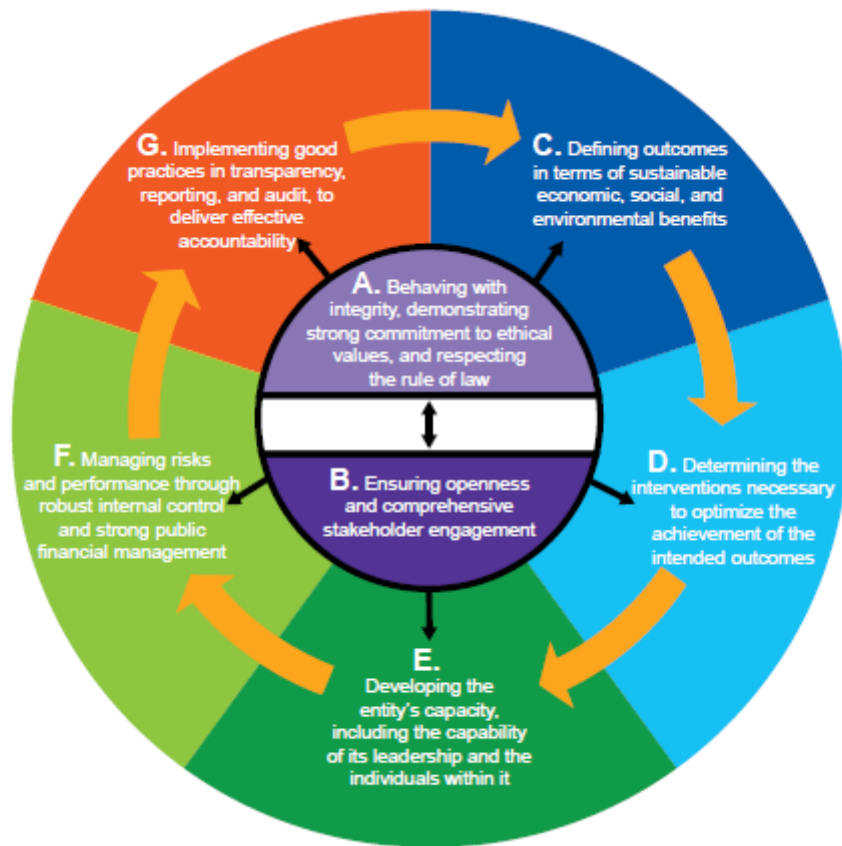 G. Implementing good
practices in transparency,
reporting, and audit, to
deliver effective
accountability
C. Defining outcomes
in terms of sustainable
economic, social, and
environmental benefits
A. Behaving with
integrity, demonstrating
strong commitment to ethical
values, and respecting
the rule of law
B. Ensuring openness
and comprehensive
stakeholder engagement
F. Managing risks
and performance through
robust internal control
and strong public
financial management
D. Determining the
interventions necessary
to optimize the
achievement of the
intended outcomes
E.
Developing the
entity's capacity,
including the capability
of its leadership and the
individuals within it